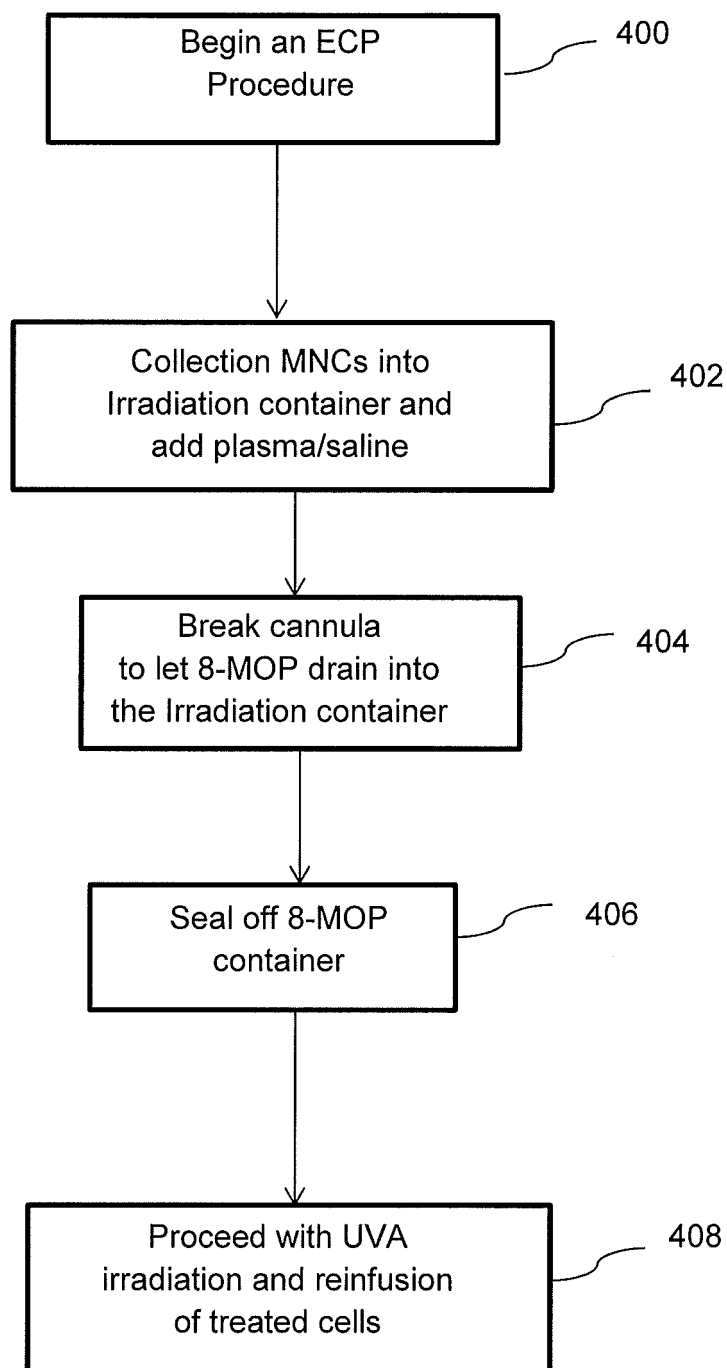 Begin an ECP
Procedure
400
Collection MNCs into
Irradiation container and
add plasma/saline
402
Break cannula
to let 8-MOP drain into
the Irradiation container
404
Seal off 8-MOP
container
406
Proceed with UVA
irradiation and reinfusion
of treated cells
408